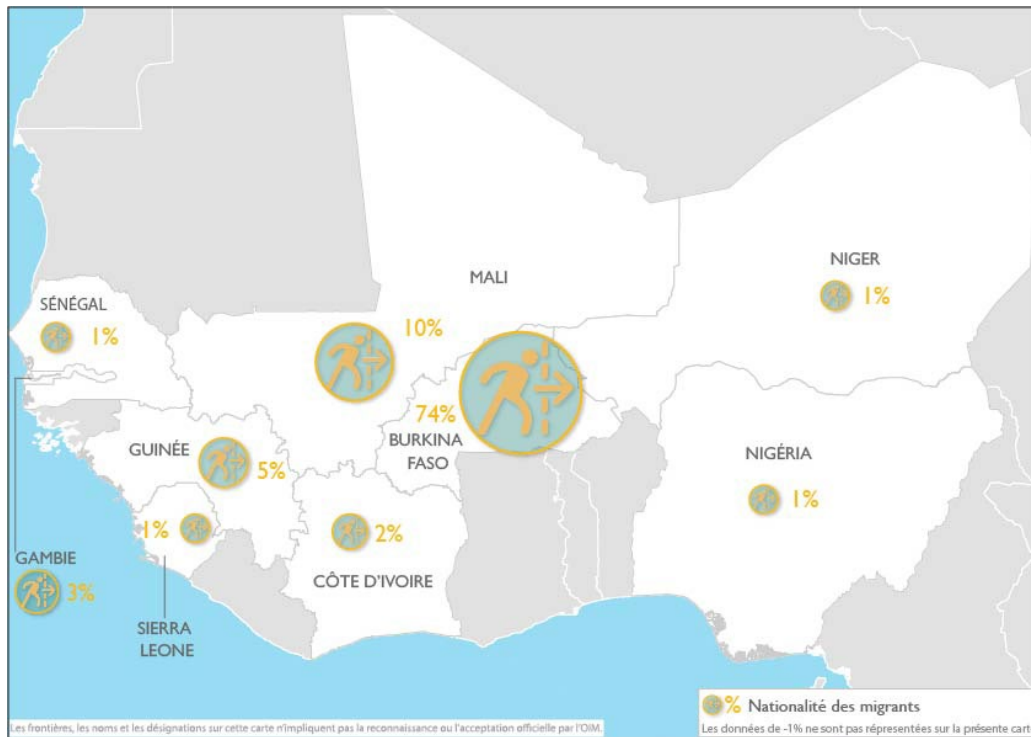 MALI
NIGER
1%
SÉNÉGAL
1%
10%
74%
BURKINA
FASO
GUINÉE
5%
NIGÉRIA
1%
1%
2%
GAMBIE
3%
CÔTE D'IVOIRE
SIERRA
LEONE
% Nationalité des migrants
Les frontières, les noms et les désignations sur cette carte n'impliquent pas la reconnaissance ou l'acceptation officielle par l'OIM.
Les données de -1% ne sont pas répresentées sur la présente cart